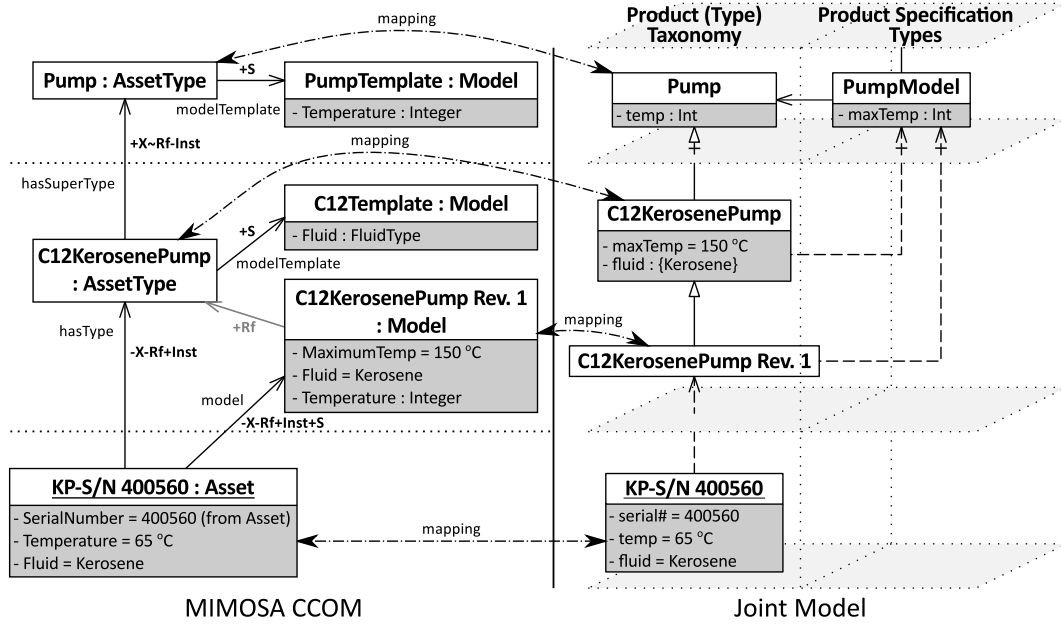 mapping
Product (Type)
Taxonomy
Product Specification
Types
Pump : AssetType
+S
modelTemplate
PumpTemplate : Model
- Temperature : Integer
Pump
- temp : Int
PumpModel
- maxTemp : Int
+X~Rf-Inst
hasSuperType
mapping
C12KerosenePump
: AssetType
+S
modelTemplate
C12Template : Model
- Fluid : FluidType
C12KerosenePump
- maxTemp = 150 °C
- fluid : {Kerosene}
hasType
-X-Rf+Inst
+Rf
C12KerosenePump Rev. 1
: Model
- MaximumTemp = 150 °C
- Fluid = Kerosene
- Temperature : Integer
mapping
C12KerosenePump Rev. 1
model
-X-Rf+Inst+S
KP-S/N 400560 : Asset
- SerialNumber = 400560 (from Asset)
- Temperature = 65 °C
- Fluid = Kerosene
mapping
KP-S/N 400560
- serial# = 400560
- temp = 65 °C
- fluid = Kerosene
MIMOSA CCOM
Joint Model